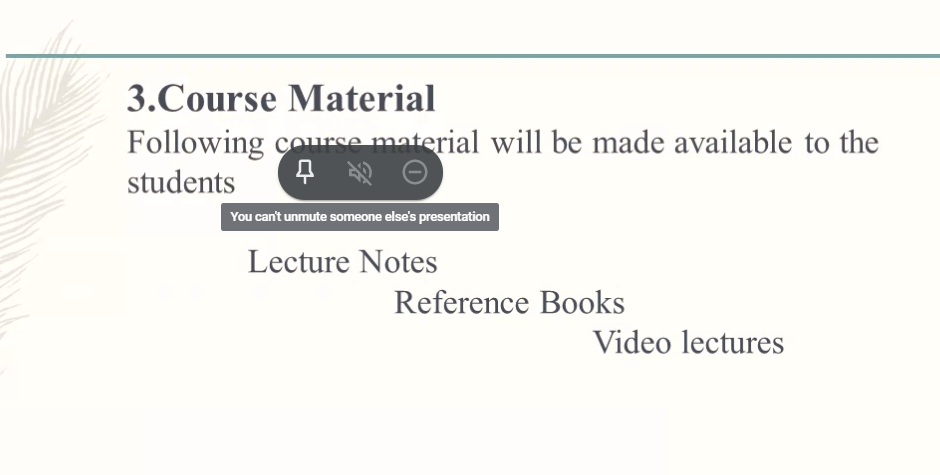 3.Course Material
Following course material will be made available to the
students
You can't unmute someone else's presentation
Lecture Notes
Reference Books
Video lectures